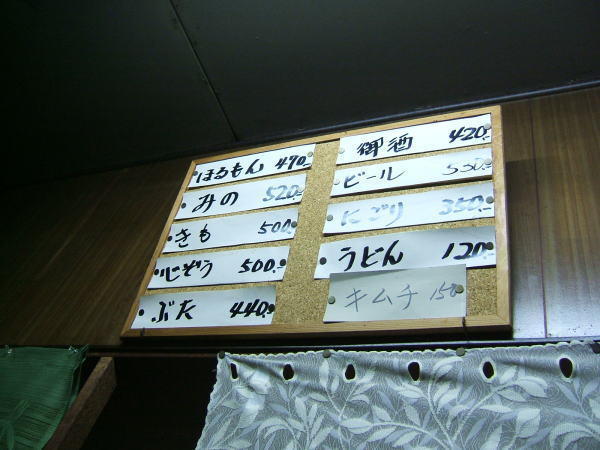 ほるもん 470.
みの 520.
きも 500.
心ぞう 500.
ぶた 440.
御酒 420.
ビール 550.
にごり 350.
うどん 120.
キムチ 150